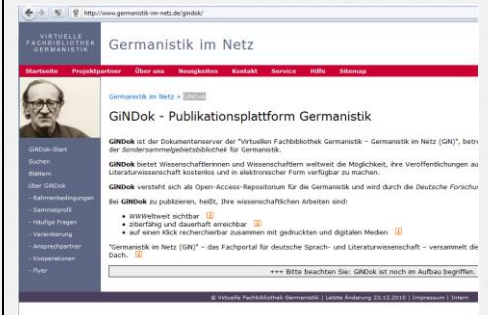 http://www.germanistik-im-netz.de/gindok/
VIRTUELLE
FACHBIBLIOTHEK
GERMANISTIK
Germanistik im Netz
Startseite Projektpartner Über uns Neuigkeiten Kontakt Service Hilfe Sitemap
Germanistik im Netz > GiNDok
GiNDok - Publikationsplattform Germanistik
GiNDok-Start
Suchen
Blättern
Über GiNDok
- Rahmenbedingungen
- Sammelprofil
- Häufige Fragen
- Vereinbarung
- Ansprechpartner
- Kooperationen
- Flyer
GiNDok ist der Dokumentenserver der "Virtuellen Fachbibliothek Germanistik - Germanistik im Netz (GiN)", betre
der Sondersammelgebietsbibliothek für Germanistik.
GiNDok bietet Wissenschaftlerinnen und Wissenschaftlern weltweit die Möglichkeit, ihre Veröffentlichungen au
Literaturwissenschaft kostenlos und in elektronischer Form verfügbar zu machen.
GiNDok versteht sich als Open-Access-Repositorium für die Germanistik und wird durch die Deutsche Forschur
Bei GiNDok zu publizieren, heißt, Ihre wissenschaftlichen Arbeiten sind:
• WWWeltweit sichtbar
• zitierfähig und dauerhaft erreichbar
• auf einen Klick recherchierbar zusammen mit gedruckten und digitalen Medien
"Germanistik im Netz (GiN)" - das Fachportal für deutsche Sprach- und Literaturwissenschaft - versammelt die
Dach.
+++ Bitte beachten Sie: GiNDok ist noch im Aufbau begriffen.
© Virtuelle Fachbibliothek Germanistik | Letzte Änderung 23.12.2010 | Impressum | Intern